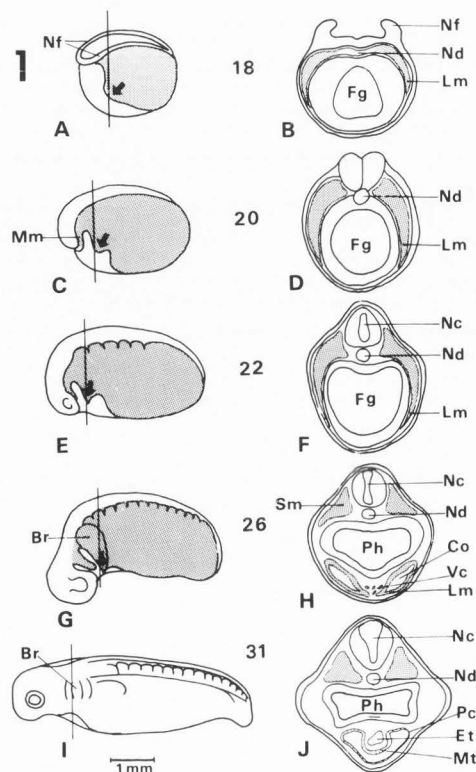 1
Nf
18
A
Nf
Nd
Lm
Fg
B
Mm
20
C
Nd
Fg
Lm
D
22
E
Nc
Nd
Fg
Lm
F
Br
26
G
Sm
Nc
Nd
Ph
Co
Vc
Lm
H
Br
31
I
1mm
Nc
Nd
Ph
Pc
Et
Mt
J